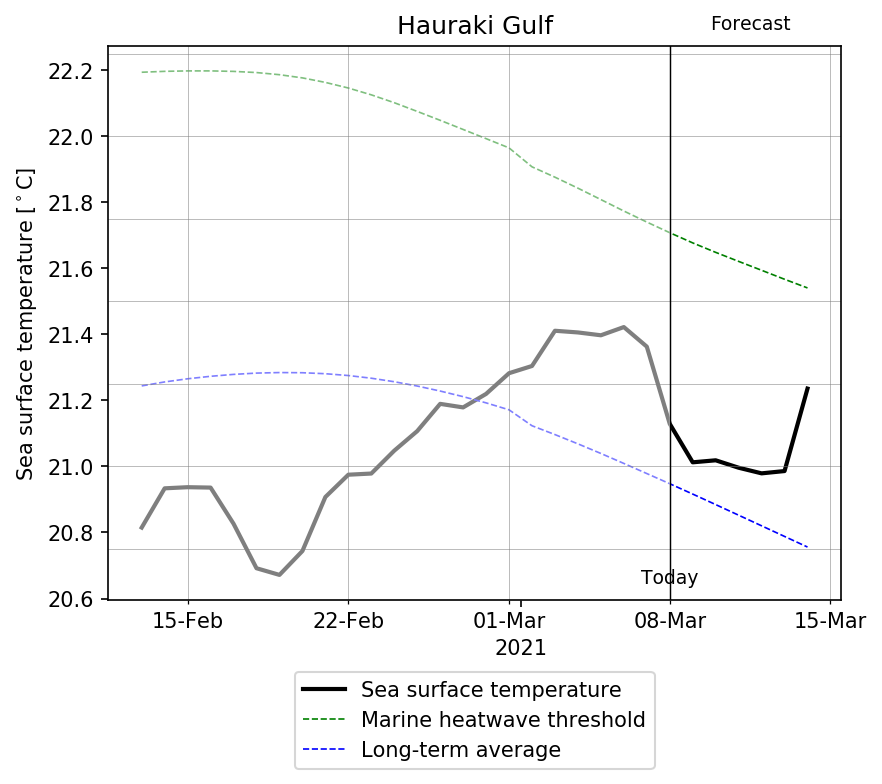 Hauraki Gulf
Forecast
22.2
22.0
21.8
21.6
21.4
21.2
21.0
20.8
20.6
Sea surface temperature [°C]
Today
15-Feb 22-Feb 01-Mar 08-Mar 15-Mar
2021
Sea surface temperature
Marine heatwave threshold
Long-term average